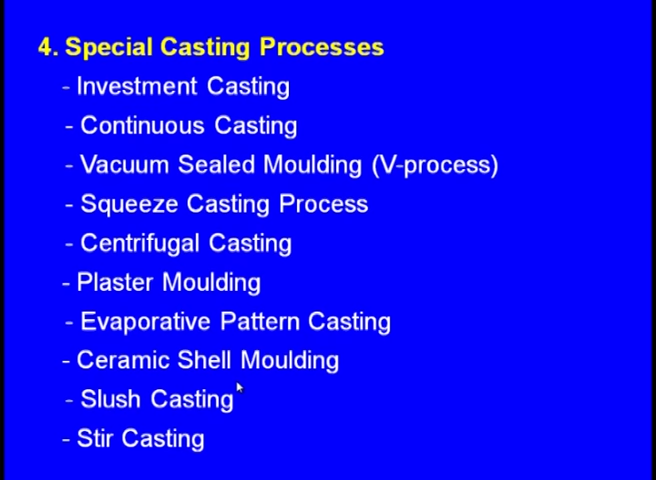 4. Special Casting Processes
- Investment Casting
- Continuous Casting
- Vacuum Sealed Moulding (V-process)
- Squeeze Casting Process
- Centrifugal Casting
- Plaster Moulding
- Evaporative Pattern Casting
- Ceramic Shell Moulding
- Slush Casting
- Stir Casting